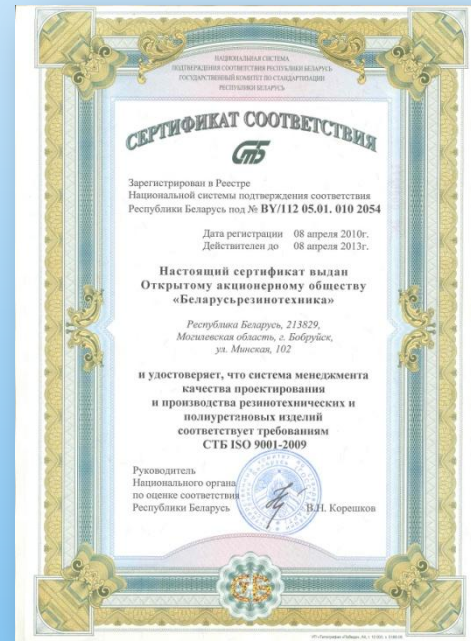 НАЦИОНАЛЬНАЯ СИСТЕМА
ПОДТВЕРЖДЕНИЯ СООТВЕТСТВИЯ РЕСПУБЛИКИ БЕЛАРУСЬ
ГОСУДАРСТВЕННЫЙ КОМИТЕТ ПО СТАНДАРТИЗАЦИИ
РЕСПУБЛИКИ БЕЛАРУСЬ
СЕРТИФИКАТ СООТВЕТСТВИЯ
СТБ
Зарегистрирован в Реестре
Национальной системы подтверждения соответствия
Республики Беларусь под № BY/112 05.01. 010 2054
Дата регистрации 08 апреля 2010г.
Действителен до 08 апреля 2013г.
Настоящий сертификат выдан
Открытому акционерному обществу
«Беларусьрезинотехника»
Республика Беларусь, 213829,
Могилевская область, г. Бобруйск,
ул. Минская, 102
и удостоверяет, что система менеджмента
качества проектирования
и производства резинотехнических и
полиуретановых изделий
соответствует требованиям
СТБ ISO 9001-2009
Руководитель
Национального органа
по оценке соответствия
Республики Беларусь В.Н. Корешков